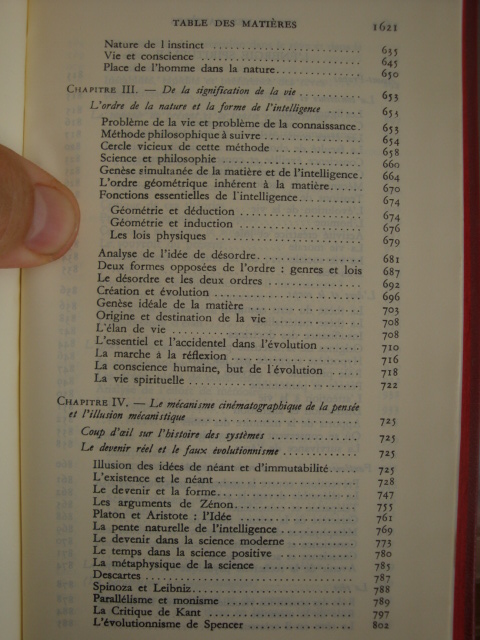 TABLE DES MATIÈRES 1621
Nature de l'instinct 635
Vie et conscience 645
Place de l'homme dans la nature 650
CHAPITRE III. — De la signification de la vie 653
L'ordre de la nature et la forme de l'intelligence 653
Problème de la vie et problème de la connaissance. 653
Méthode philosophique à suivre 654
Cercle vicieux de cette méthode 658
Science et philosophie 660
Genèse simultanée de la matière et de l'intelligence. 664
L'ordre géométrique inhérent à la matière 670
Fonctions essentielles de l'intelligence 674
Géométrie et déduction 674
Géométrie et induction 676
Les lois physiques 679
Analyse de l'idée de désordre 681
Deux formes opposées de l'ordre : genres et lois 687
Le désordre et les deux ordres 692
Création et évolution 696
Genèse idéale de la matière 703
Origine et destination de la vie 708
L'élan de vie 708
L'essentiel et l'accidentel dans l'évolution 710
La marche à la réflexion 716
La conscience humaine, but de l'évolution 718
La vie spirituelle 722
CHAPITRE IV. — Le mécanisme cinématographique de la pensée
et l'illusion mécanistique 725
Coup d'œil sur l'histoire des systèmes 725
Le devenir réel et le faux évolutionnisme 725
Illusion des idées de néant et d'immutabilité 725
L'existence et le néant 728
Le devenir et la forme 747
Les arguments de Zénon 755
Platon et Aristote : l'Idée 761
La pente naturelle de l'intelligence 769
Le devenir dans la science moderne 773
Le temps dans la science positive 780
La métaphysique de la science 785
Descartes 787
Spinoza et Leibniz 788
Parallélisme et monisme 789
La Critique de Kant 797
L'évolutionnisme de Spencer 802